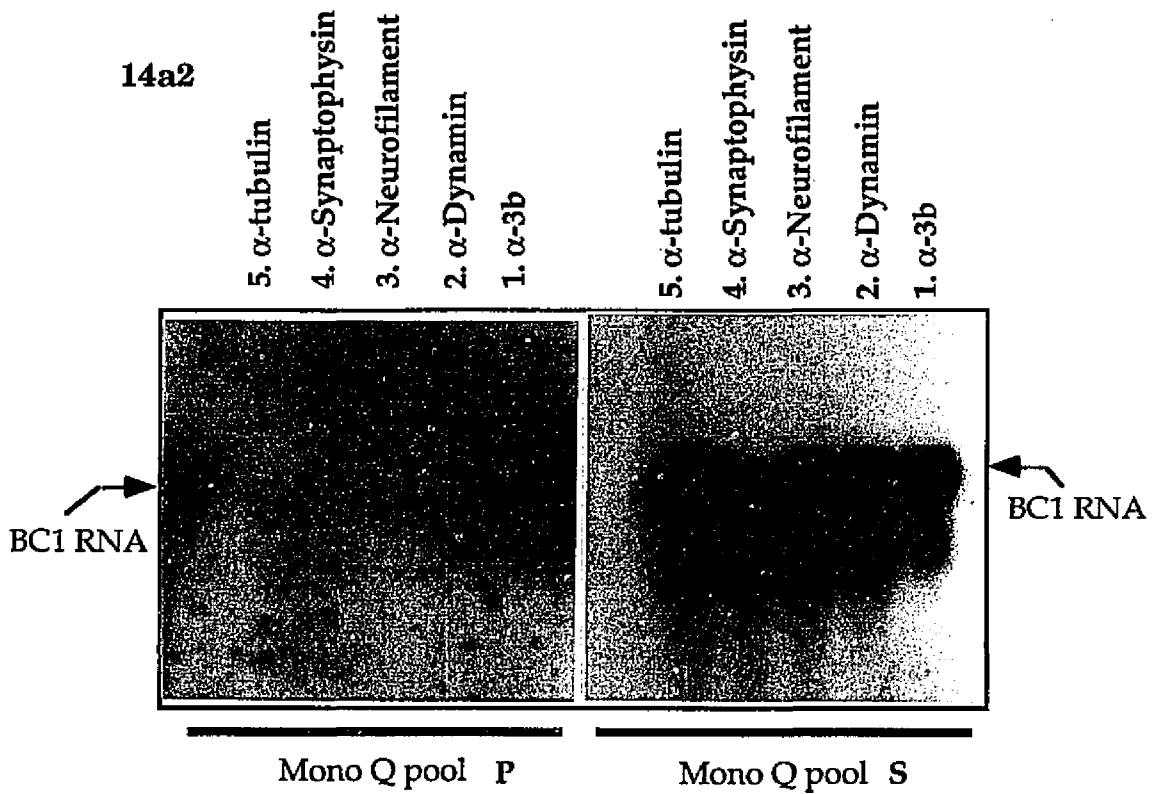 14a2
5. α-tubulin
4. α-Synaptophysin
3. α-Neurofilament
2. α-Dynamin
1. α-3b
5. α-tubulin
4. α-Synaptophysin
3. α-Neurofilament
2. α-Dynamin
1. α-3b
BC1 RNA
BC1 RNA
Mono Q pool P
Mono Q pool S